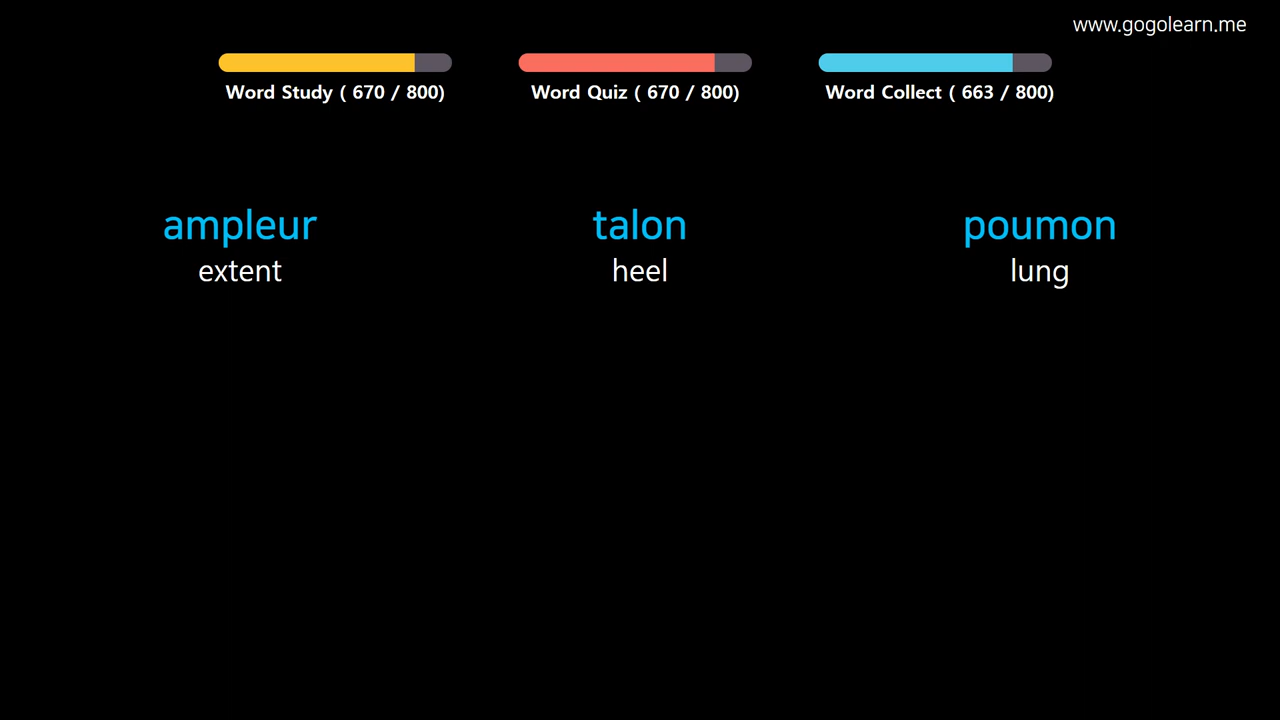 www.gogolearn.me
Word Study ( 670 / 800)
Word Quiz ( 670 / 800)
Word Collect ( 663 / 800)
ampleur
extent
talon
heel
poumon
lung